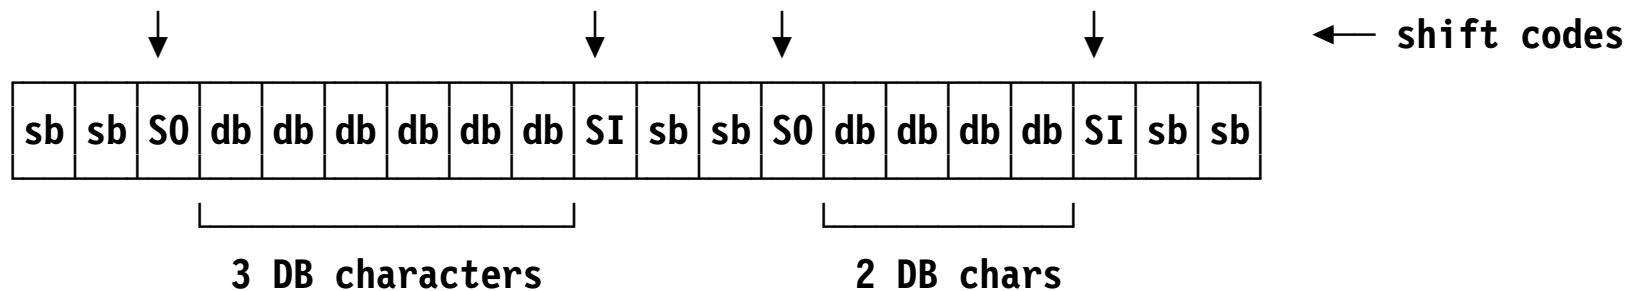 shift codes
sb sb SO db db db db db db SI sb sb SO db db db db SI sb sb
3 DB characters 2 DB chars